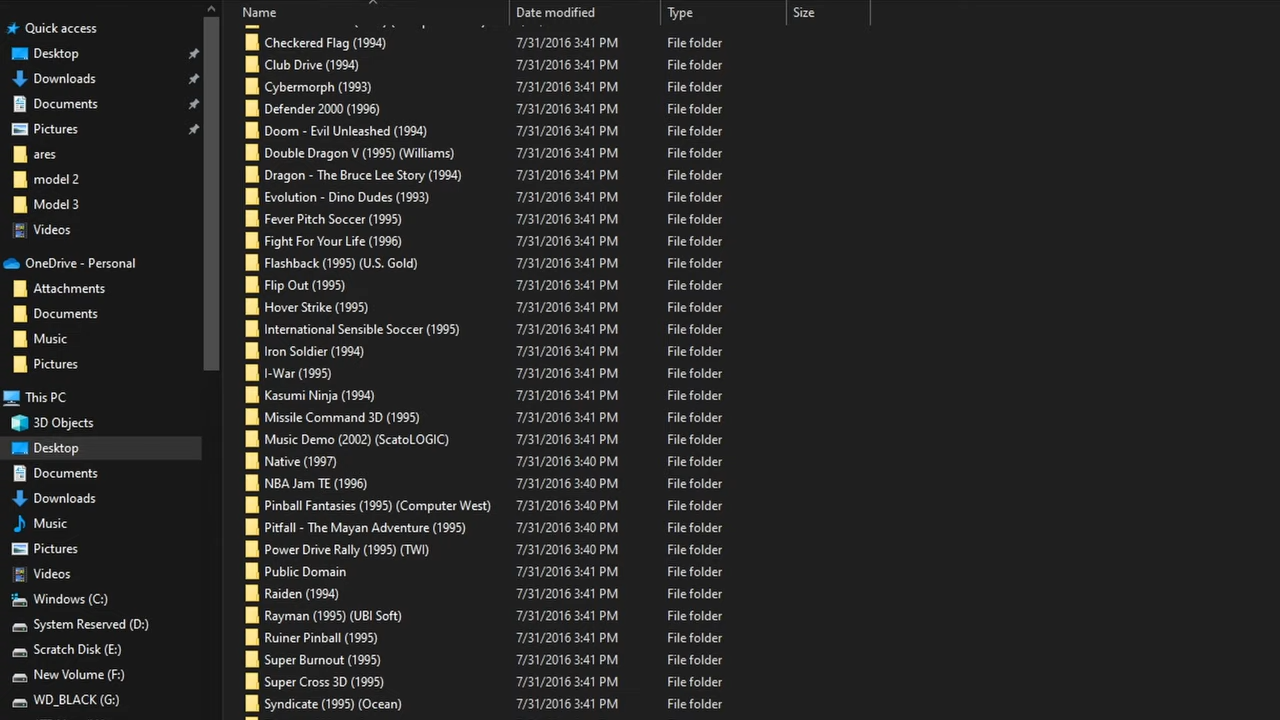 Name Date modified Type Size
Quick access
Desktop
Downloads
Documents
Pictures
ares
model 2
Model 3
Videos
OneDrive - Personal
Attachments
Documents
Music
Pictures
This PC
3D Objects
Desktop
Documents
Downloads
Music
Pictures
Videos
Windows (C:)
System Reserved (D:)
Scratch Disk (E:)
New Volume (F:)
WD_BLACK (G:)
Checkered Flag (1994) 7/31/2016 3:41 PM File folder
Club Drive (1994) 7/31/2016 3:41 PM File folder
Cybermorph (1993) 7/31/2016 3:41 PM File folder
Defender 2000 (1996) 7/31/2016 3:41 PM File folder
Doom - Evil Unleashed (1994) 7/31/2016 3:41 PM File folder
Double Dragon V (1995) (Williams) 7/31/2016 3:41 PM File folder
Dragon - The Bruce Lee Story (1994) 7/31/2016 3:41 PM File folder
Evolution - Dino Dudes (1993) 7/31/2016 3:41 PM File folder
Fever Pitch Soccer (1995) 7/31/2016 3:41 PM File folder
Fight For Your Life (1996) 7/31/2016 3:41 PM File folder
Flashback (1995) (U.S. Gold) 7/31/2016 3:41 PM File folder
Flip Out (1995) 7/31/2016 3:41 PM File folder
Hover Strike (1995) 7/31/2016 3:41 PM File folder
International Sensible Soccer (1995) 7/31/2016 3:41 PM File folder
Iron Soldier (1994) 7/31/2016 3:41 PM File folder
I-War (1995) 7/31/2016 3:41 PM File folder
Kasumi Ninja (1994) 7/31/2016 3:41 PM File folder
Missile Command 3D (1995) 7/31/2016 3:41 PM File folder
Music Demo (2002) (ScatoLOGIC) 7/31/2016 3:41 PM File folder
Native (1997) 7/31/2016 3:40 PM File folder
NBA Jam TE (1996) 7/31/2016 3:40 PM File folder
Pinball Fantasies (1995) (Computer West) 7/31/2016 3:40 PM File folder
Pitfall - The Mayan Adventure (1995) 7/31/2016 3:40 PM File folder
Power Drive Rally (1995) (TWI) 7/31/2016 3:40 PM File folder
Public Domain 7/31/2016 3:41 PM File folder
Raiden (1994) 7/31/2016 3:41 PM File folder
Rayman (1995) (UBI Soft) 7/31/2016 3:41 PM File folder
Ruiner Pinball (1995) 7/31/2016 3:41 PM File folder
Super Burnout (1995) 7/31/2016 3:41 PM File folder
Super Cross 3D (1995) 7/31/2016 3:41 PM File folder
Syndicate (1995) (Ocean) 7/31/2016 3:41 PM File folder